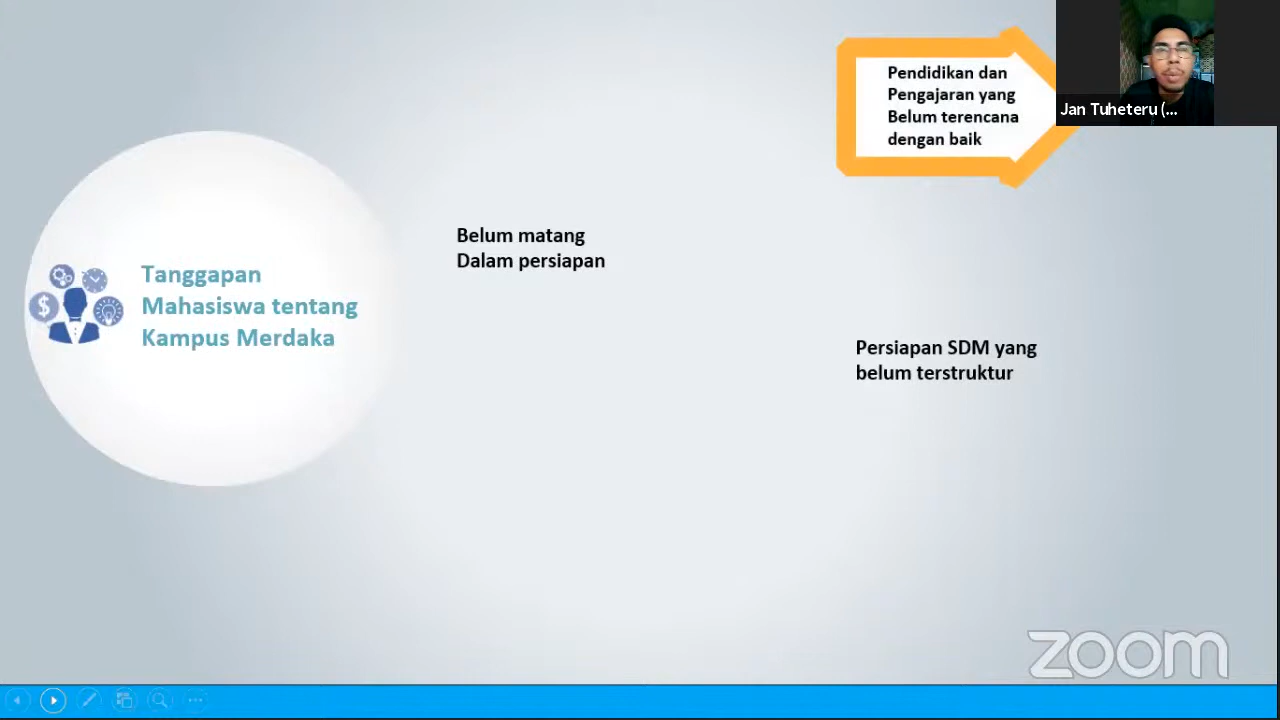 Pendidikan dan
Pengajaran yang
Belum terencana
dengan baik
Jan Tuheteru (...
Belum matang
Dalam persiapan
Tanggapan
Mahasiswa tentang
Kampus Merdaka
Persiapan SDM yang
belum terstruktur
zoom